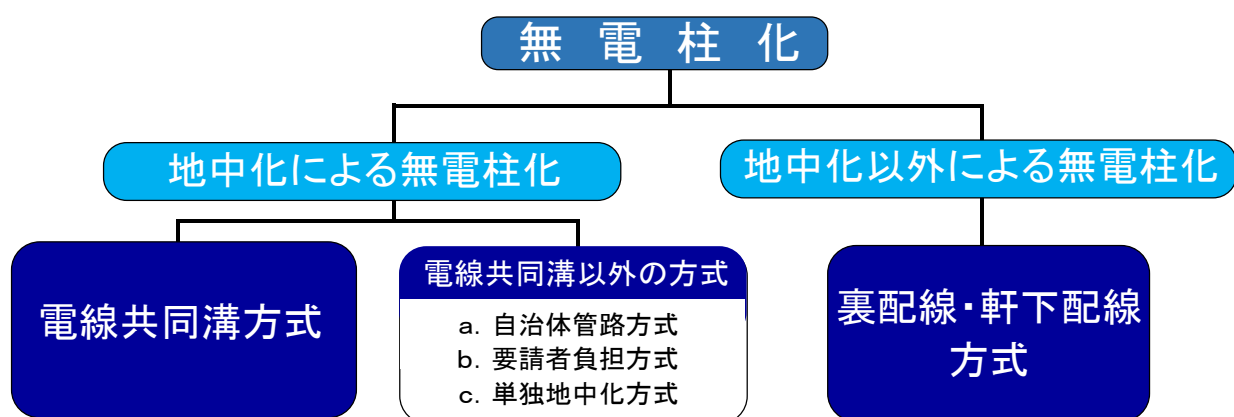 無電柱化
地中化による無電柱化
地中化以外による無電柱化
電線共同溝方式
電線共同溝以外の方式
a. 自治体管路方式
b. 要請者負担方式
c. 単独地中化方式
裏配線・軒下配線
方式